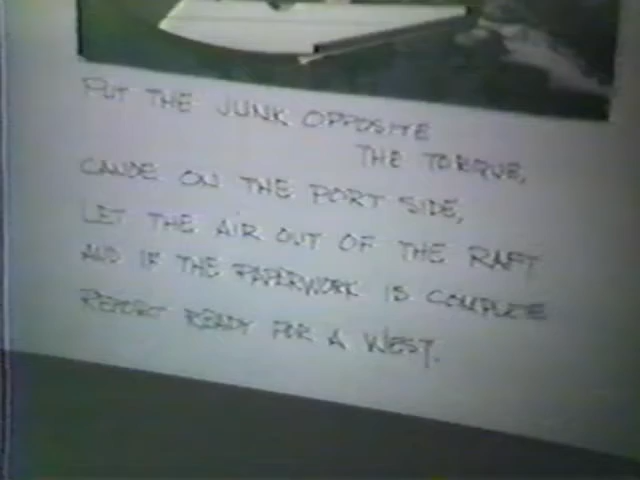 PUT THE JUNK OPPOSITE
THE TORQUE,
CANOE ON THE PORT SIDE,
LET THE AIR OUT OF THE RAFT
AND IF THE PAPERWORK IS COMPLETE
REPORT READY FOR A WEST.